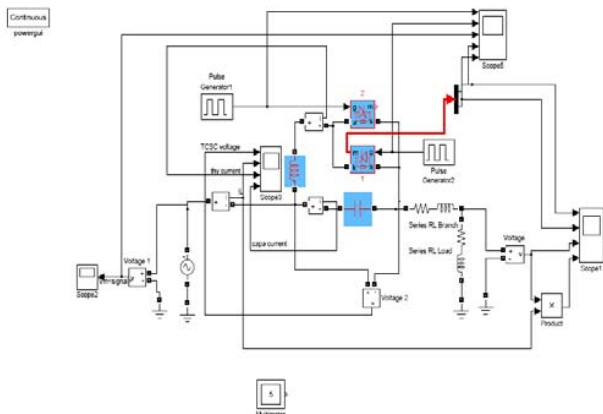 Continuous
powergui
Scope5
Pulse
Generator1
2
g m
TCSC voltage
thy current
Scope3
1
Pulse
Generator2
capa current
Series RL Branch
Series RL Load
Voltage
Scope1
Voltage 1
Scope2
Voltage 2
Product
5